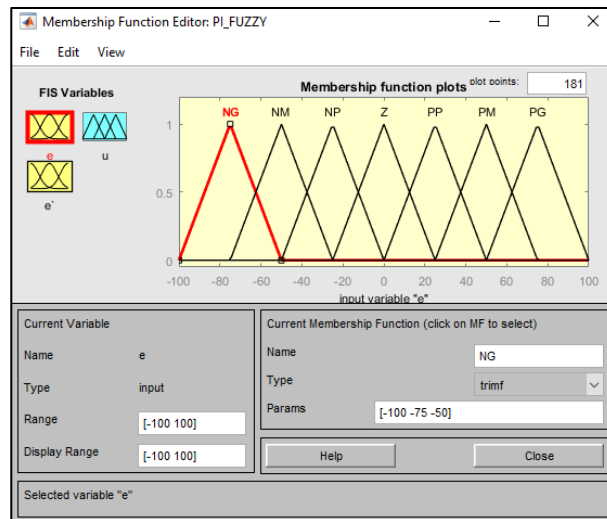 Membership Function Editor: PI_FUZZY
File Edit View
FIS Variables
e
u
e`
Membership function plots
plot points:
181
NG NM NP Z PP PM PG
1
0.5
0
-100 -80 -60 -40 -20 0 20 40 60 80 100
input variable "e"
Current Variable
Name e
Type input
Range [-100 100]
Display Range [-100 100]
Current Membership Function (click on MF to select)
Name NG
Type trimf
Params [-100 -75 -50]
Help Close
Selected variable "e"